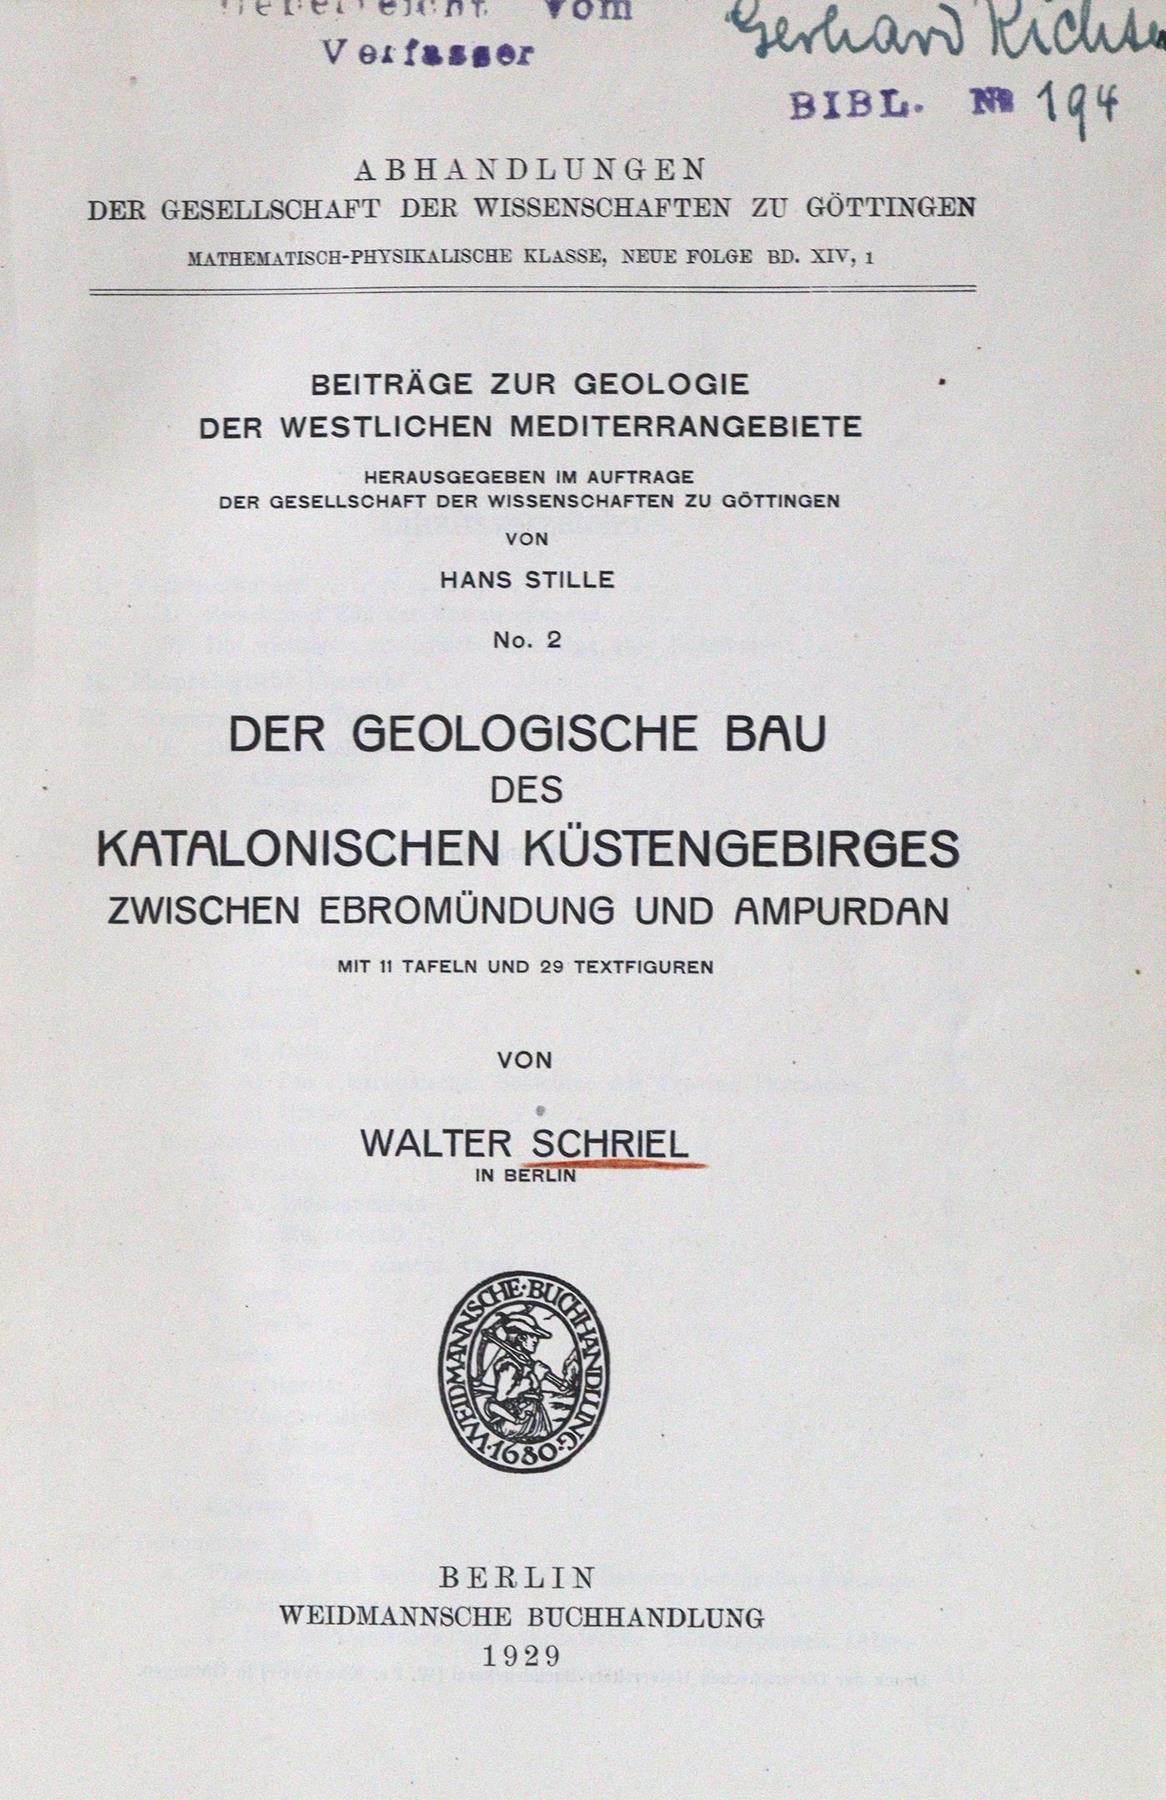 Ueberreicht vom
Verfasser
Gerhard Richter
BIBL. № 194
ABHANDLUNGEN
DER GESELLSCHAFT DER WISSENSCHAFTEN ZU GÖTTINGEN
MATHEMATISCH-PHYSIKALISCHE KLASSE, NEUE FOLGE BD. XIV, 1
BEITRÄGE ZUR GEOLOGIE
DER WESTLICHEN MEDITERRANGEBIETE
HERAUSGEGEBEN IM AUFTRAGE
DER GESELLSCHAFT DER WISSENSCHAFTEN ZU GÖTTINGEN
VON
HANS STILLE
No. 2
DER GEOLOGISCHE BAU
DES
KATALONISCHEN KÜSTENGEBIRGES
ZWISCHEN EBROMÜNDUNG UND AMPURDAN
MIT 11 TAFELN UND 29 TEXTFIGUREN
VON
WALTER SCHRIEL
IN BERLIN
WEIDMANNSCHE·BUCHHANDLUNG·1680·
BERLIN
WEIDMANNSCHE BUCHHANDLUNG
1929